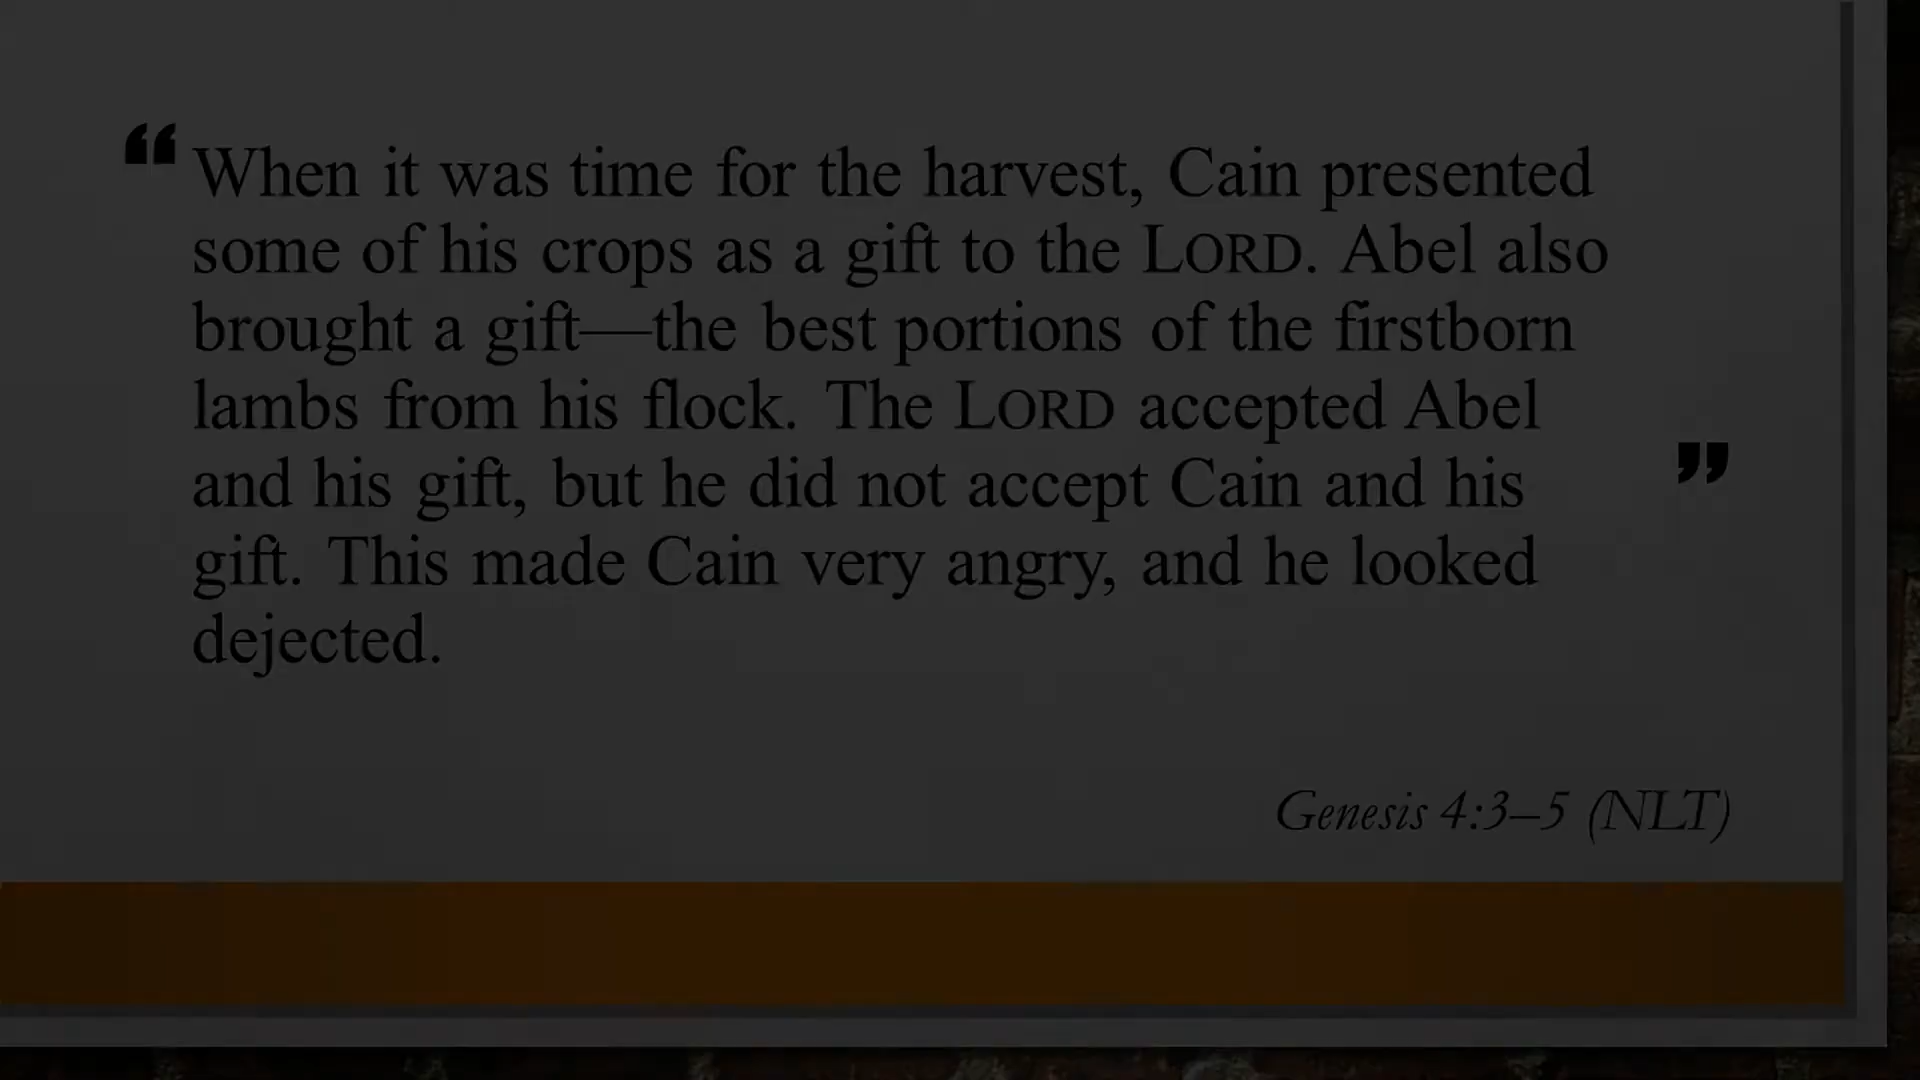 “When it was time for the harvest, Cain presented
some of his crops as a gift to the LORD. Abel also
brought a gift—the best portions of the firstborn
lambs from his flock. The LORD accepted Abel
and his gift, but he did not accept Cain and his
gift. This made Cain very angry, and he looked
dejected.”
Genesis 4:3–5 (NLT)